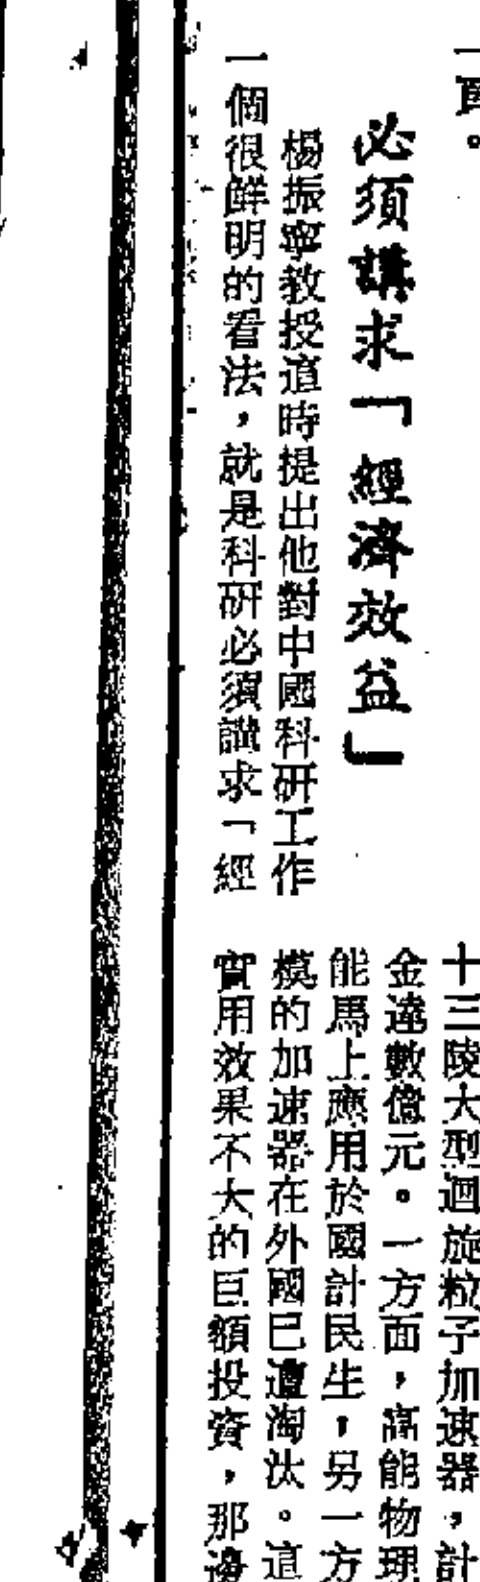 一頁。
必須講求「經濟效益」
楊振寧教授這時提出他對中國科研工作
一個很鮮明的看法，就是科研必須講求「經
十三陵大型迴旋粒子加速器，計
金達數億元。一方面，高能物理
能馬上應用於國計民生，另一方
模的加速器在外國已遭淘汰。這
實用效果不大的巨額投資，那邊